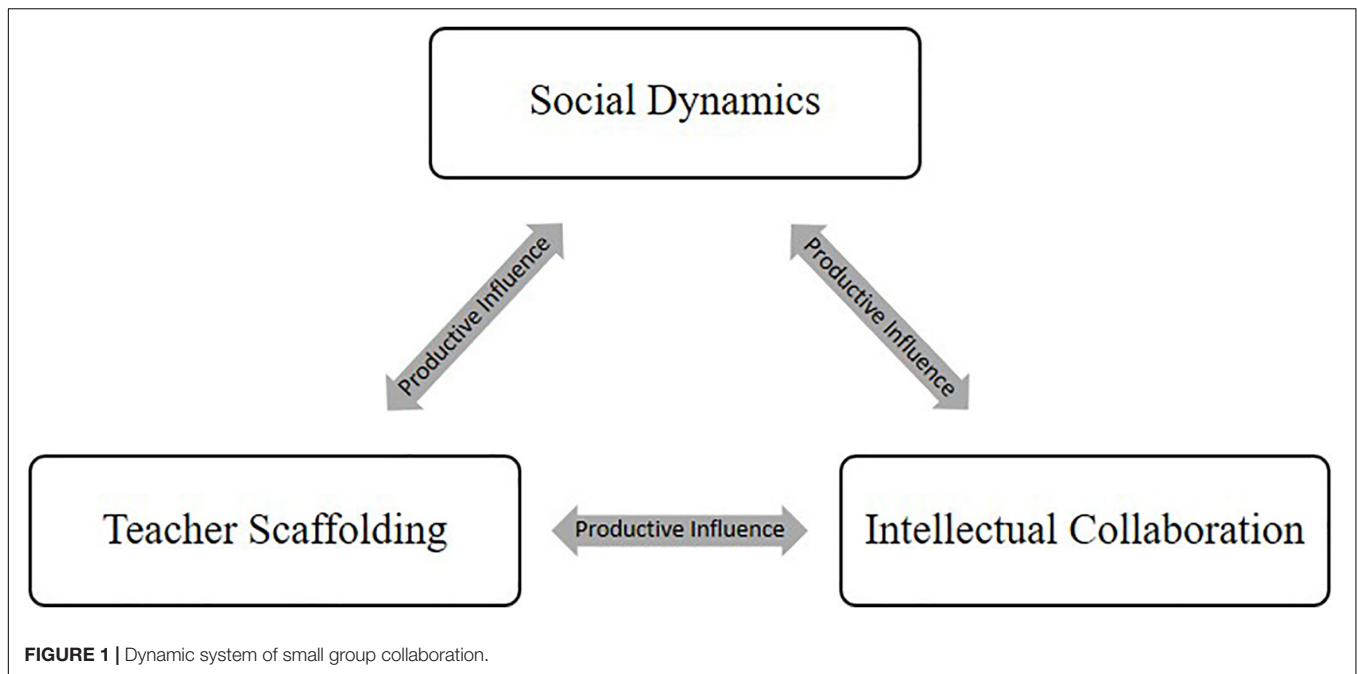 Social Dynamics
Productive Influence
Productive Influence
Teacher Scaffolding
Productive Influence
Intellectual Collaboration
FIGURE 1 | Dynamic system of small group collaboration.